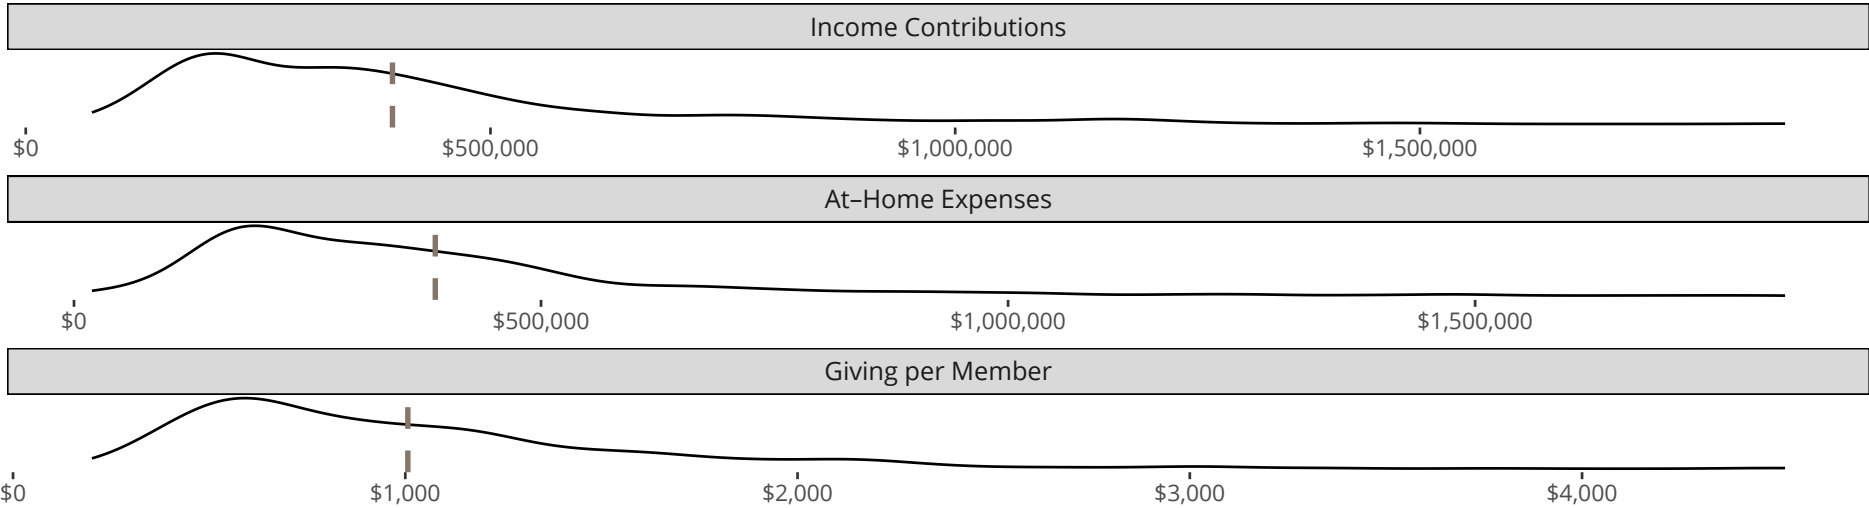 Income Contributions
$0 $500,000 $1,000,000 $1,500,000
At–Home Expenses
$0 $500,000 $1,000,000 $1,500,000
Giving per Member
$0 $1,000 $2,000 $3,000 $4,000